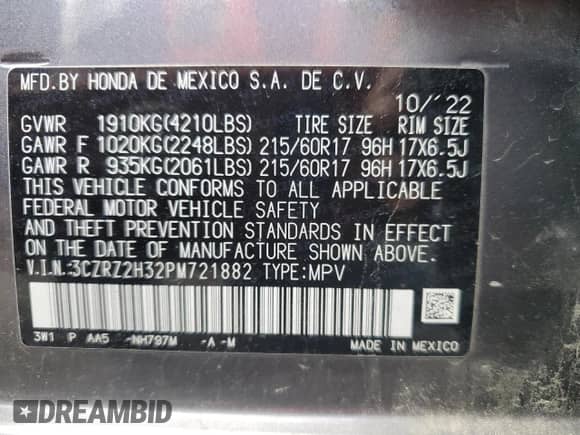 MFD.BY HONDA DE MEXICO S.A. DE C.V.
10/'22
GVWR 1910KG(4210LBS) TIRE SIZE RIM SIZE
GAWR F 1020KG(2248LBS) 215/60R17 96H 17X6.5J
GAWR R 935KG(2061LBS) 215/60R17 96H 17X6.5J
THIS VEHICLE CONFORMS TO ALL APPLICABLE
FEDERAL MOTOR VEHICLE SAFETY
AND THEFT PREVENTION STANDARDS IN EFFECT
ON THE DATE OF MANUFACTURE SHOWN ABOVE.
V.I.N.:3CZRZ2H32PM721882 TYPE:MPV
3W1 P AA5 -NH797M -A -M
MADE IN MEXICO
DREAMBID